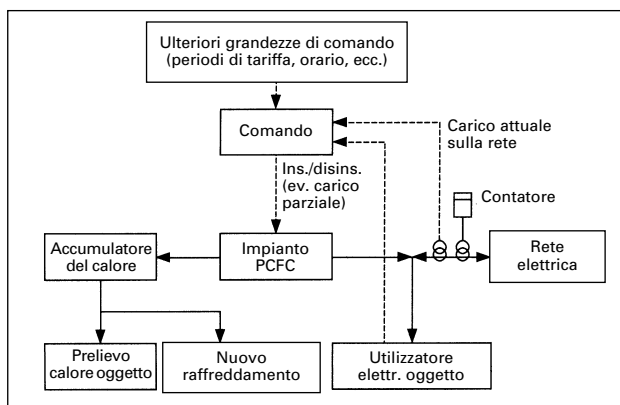 Ulteriori grandezze di comando
(periodi di tariffa, orario, ecc.)
Comando
Carico attuale
sulla rete
Ins./disins.
(ev. carico
parziale)
Contatore
Accumulatore
del calore
Impianto
PCFC
Rete
elettrica
Prelievo
calore oggetto
Nuovo
raffreddamento
Utilizzatore
elettr. oggetto